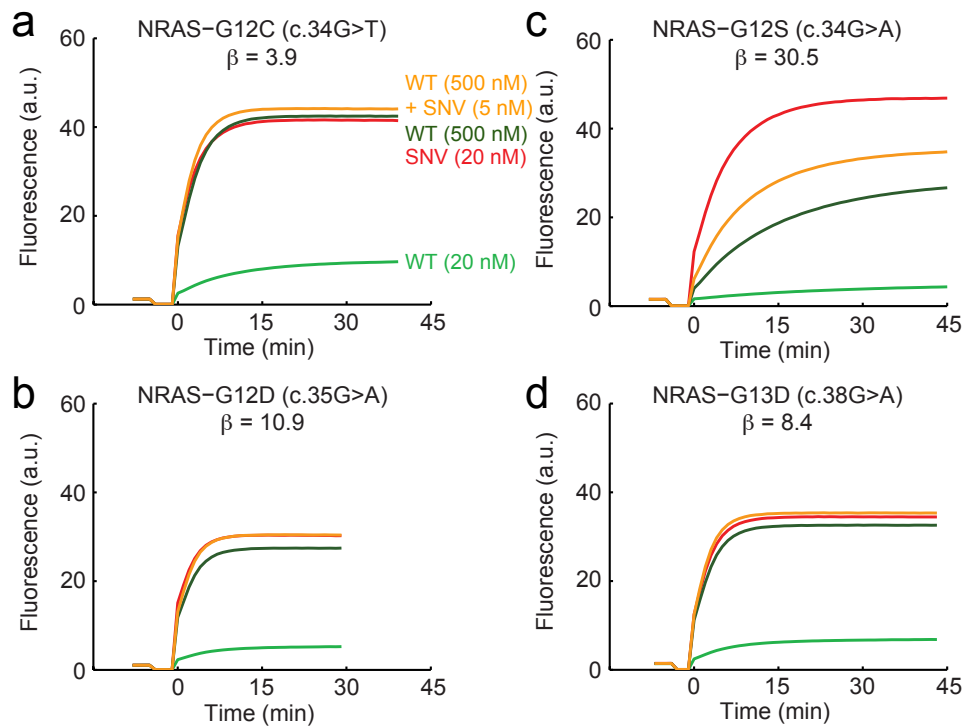 a
NRAS−G12C (c.34G>T)
β = 3.9
60
40
20
0
Fluorescence (a.u.)
WT (500 nM)
+ SNV (5 nM)
WT (500 nM)
SNV (20 nM)
WT (20 nM)
0 15 30 45
Time (min)
b
NRAS−G12D (c.35G>A)
β = 10.9
60
40
20
0
Fluorescence (a.u.)
0 15 30 45
Time (min)
c
NRAS−G12S (c.34G>A)
β = 30.5
60
40
20
0
Fluorescence (a.u.)
0 15 30 45
Time (min)
d
NRAS−G13D (c.38G>A)
β = 8.4
60
40
20
0
Fluorescence (a.u.)
0 15 30 45
Time (min)